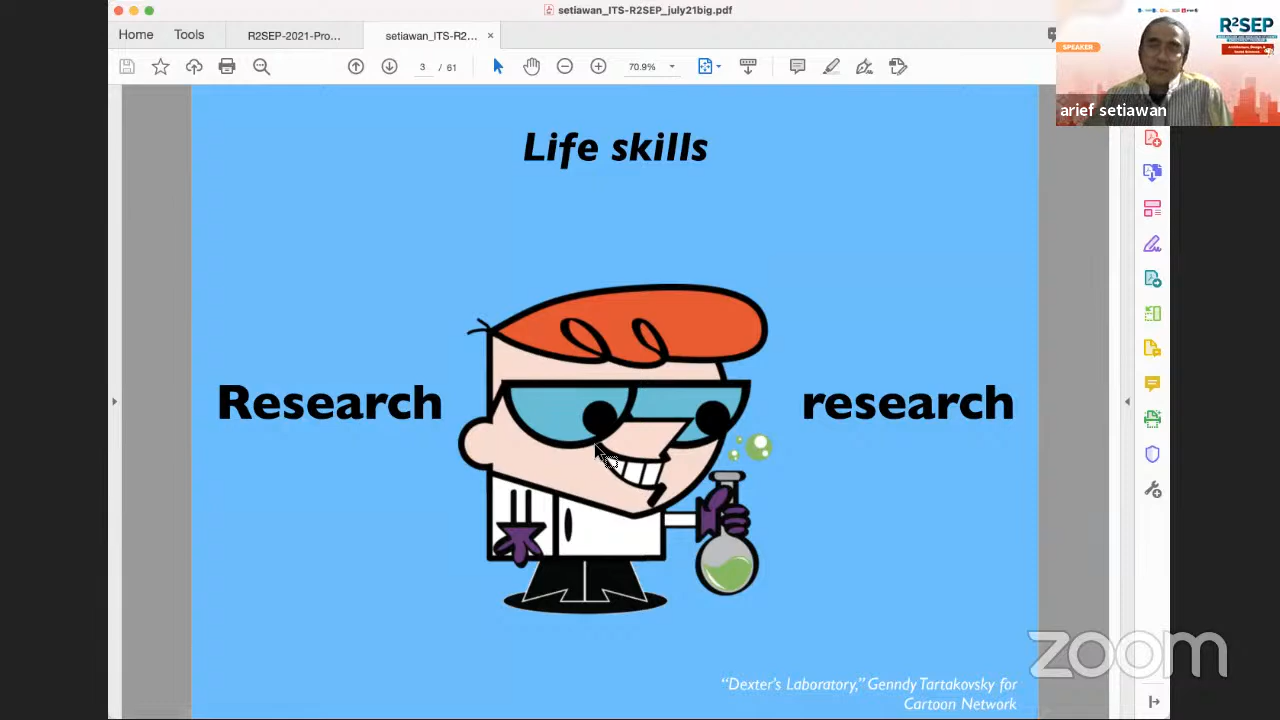 setiawan_ITS-R2SEP_july21big.pdf
Home
Tools
R2SEP-2021-Pro...
setiawan_ITS-R2...
3 / 61
70.9%
SPEAKER
R²SEP
arief setiawan
Life skills
Research
research
“Dexter's Laboratory,” Genndy Tartakovsky for
Cartoon Network
zoom